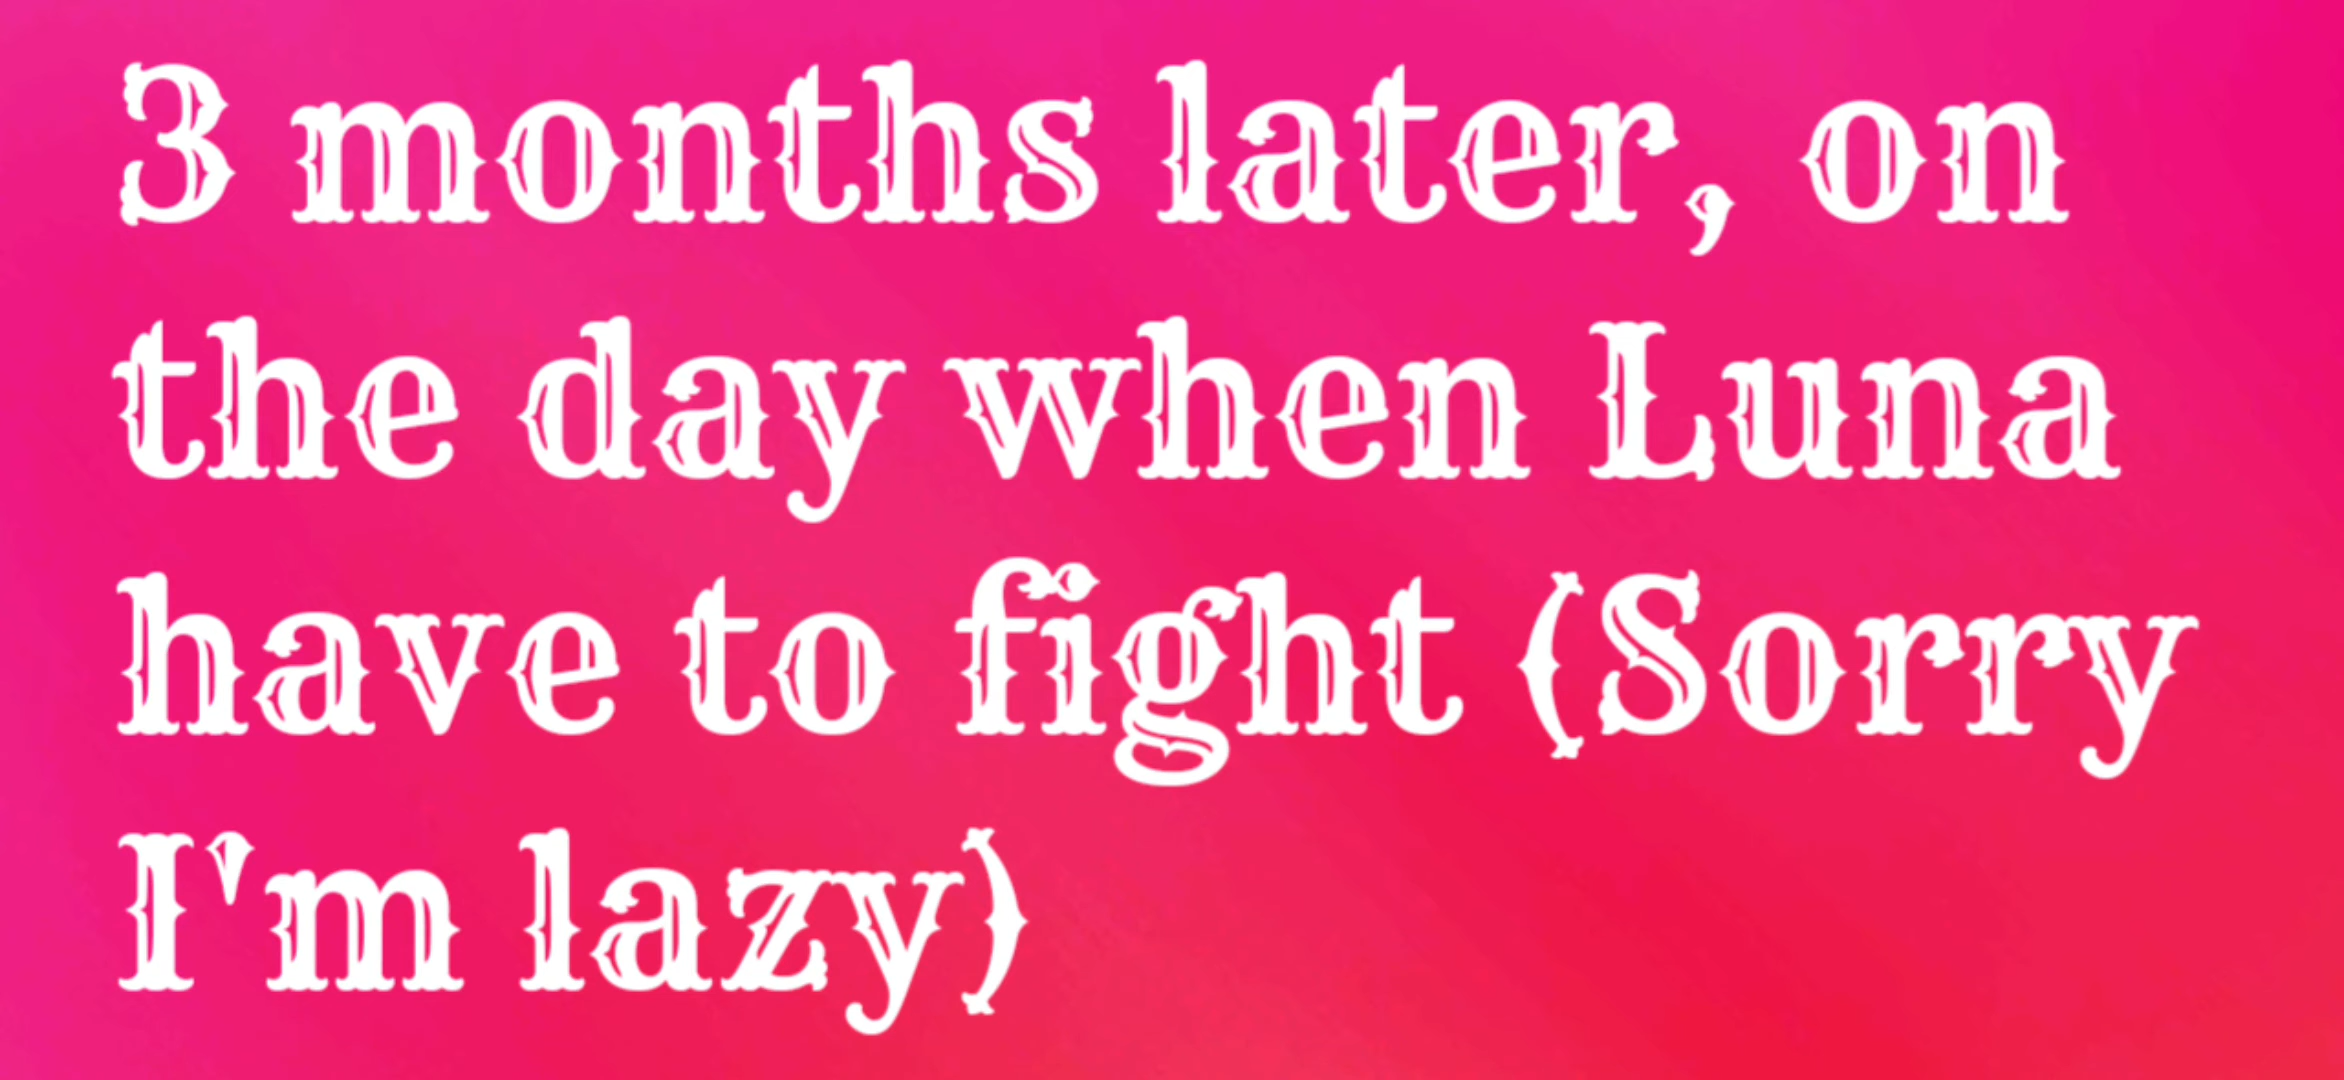 3 months later, on
the day when Luna
have to fight (Sorry
I'm lazy)